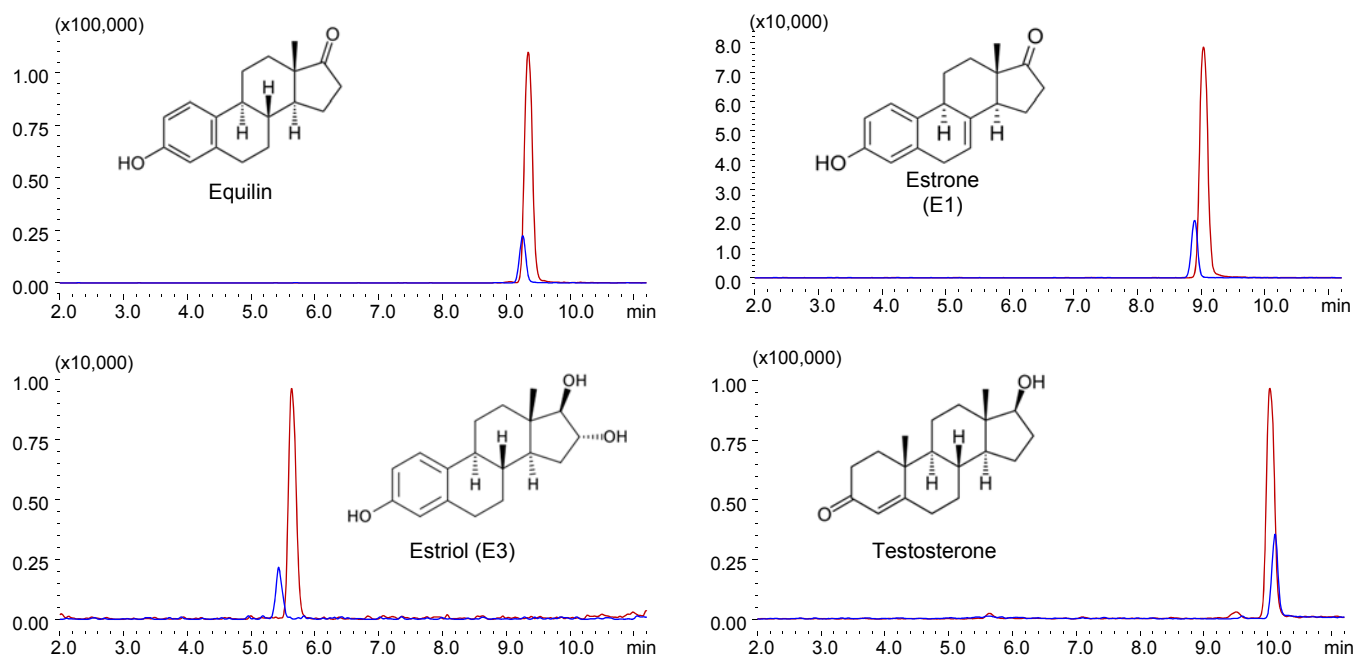 (x100,000)
1.00
0.75
0.50
0.25
0.00
2.0 3.0 4.0 5.0 6.0 7.0 8.0 9.0 10.0 min
O
H
H H
HO
Equilin
(x10,000)
8.0
7.0
6.0
5.0
4.0
3.0
2.0
1.0
0.0
2.0 3.0 4.0 5.0 6.0 7.0 8.0 9.0 10.0 min
O
H H
HO
Estrone
(E1)
(x10,000)
1.00
0.75
0.50
0.25
0.00
2.0 3.0 4.0 5.0 6.0 7.0 8.0 9.0 10.0 min
OH
OH
H
H H
HO
Estriol (E3)
(x100,000)
1.00
0.75
0.50
0.25
0.00
2.0 3.0 4.0 5.0 6.0 7.0 8.0 9.0 10.0 min
OH
H
H H
O
Testosterone